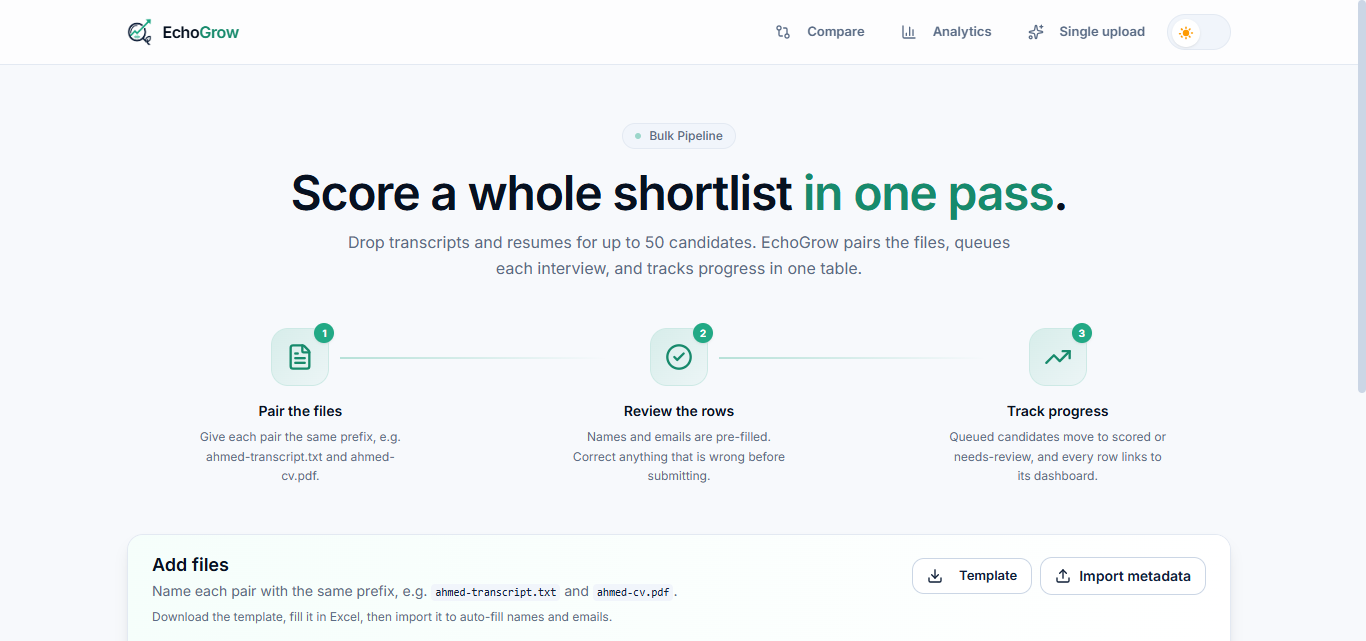 EchoGrow
Compare
Analytics
Single upload
Bulk Pipeline
Score a whole shortlist in one pass.
Drop transcripts and resumes for up to 50 candidates. EchoGrow pairs the files, queues
each interview, and tracks progress in one table.
1
Pair the files
Give each pair the same prefix, e.g.
ahmed-transcript.txt and ahmed-
cv.pdf.
2
Review the rows
Names and emails are pre-filled.
Correct anything that is wrong before
submitting.
3
Track progress
Queued candidates move to scored or
needs-review, and every row links to
its dashboard.
Add files
Name each pair with the same prefix, e.g. ahmed-transcript.txt and ahmed-cv.pdf.
Download the template, fill it in Excel, then import it to auto-fill names and emails.
Template
Import metadata